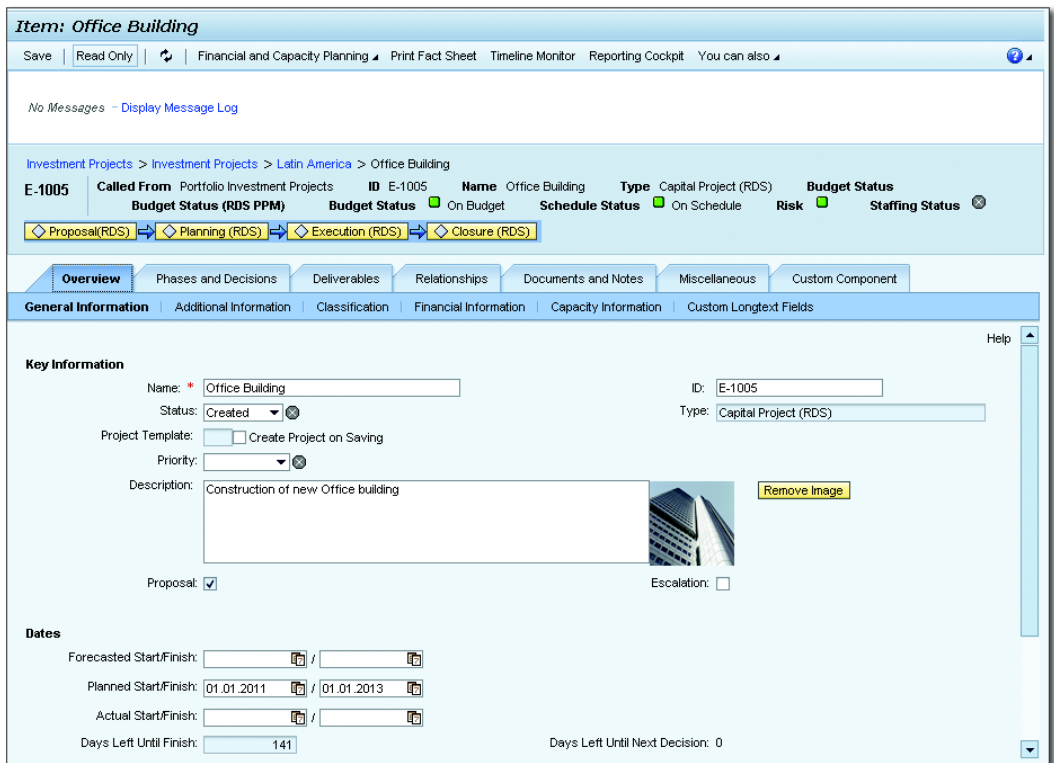 Item: Office Building
Save | Read Only | Financial and Capacity Planning Print Fact Sheet Timeline Monitor Reporting Cockpit You can also ?
No Messages - Display Message Log
Investment Projects > Investment Projects > Latin America > Office Building
E-1005 Called From Portfolio Investment Projects ID E-1005 Name Office Building Type Capital Project (RDS) Budget Status
Budget Status (RDS PPM) Budget Status On Budget Schedule Status On Schedule Risk Staffing Status
Proposal(RDS) Planning (RDS) Execution (RDS) Closure (RDS)
Overview Phases and Decisions Deliverables Relationships Documents and Notes Miscellaneous Custom Component
General Information | Additional Information | Classification | Financial Information | Capacity Information | Custom Longtext Fields
Help
Key Information
Name: * Office Building ID: E-1005
Status: Created Type: Capital Project (RDS)
Project Template: Create Project on Saving
Priority:
Description: Construction of new Office building Remove Image
Proposal: Escalation:
Dates
Forecasted Start/Finish: /
Planned Start/Finish: 01.01.2011 / 01.01.2013
Actual Start/Finish: /
Days Left Until Finish: 141 Days Left Until Next Decision: 0